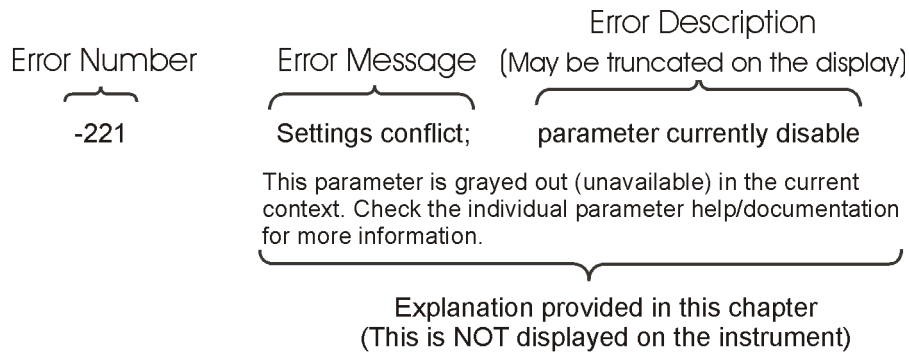 Error Number
Error Message
Error Description
(May be truncated on the display)
-221
Settings conflict;
parameter currently disable
This parameter is grayed out (unavailable) in the current
context. Check the individual parameter help/documentation
for more information.
Explanation provided in this chapter
(This is NOT displayed on the instrument)